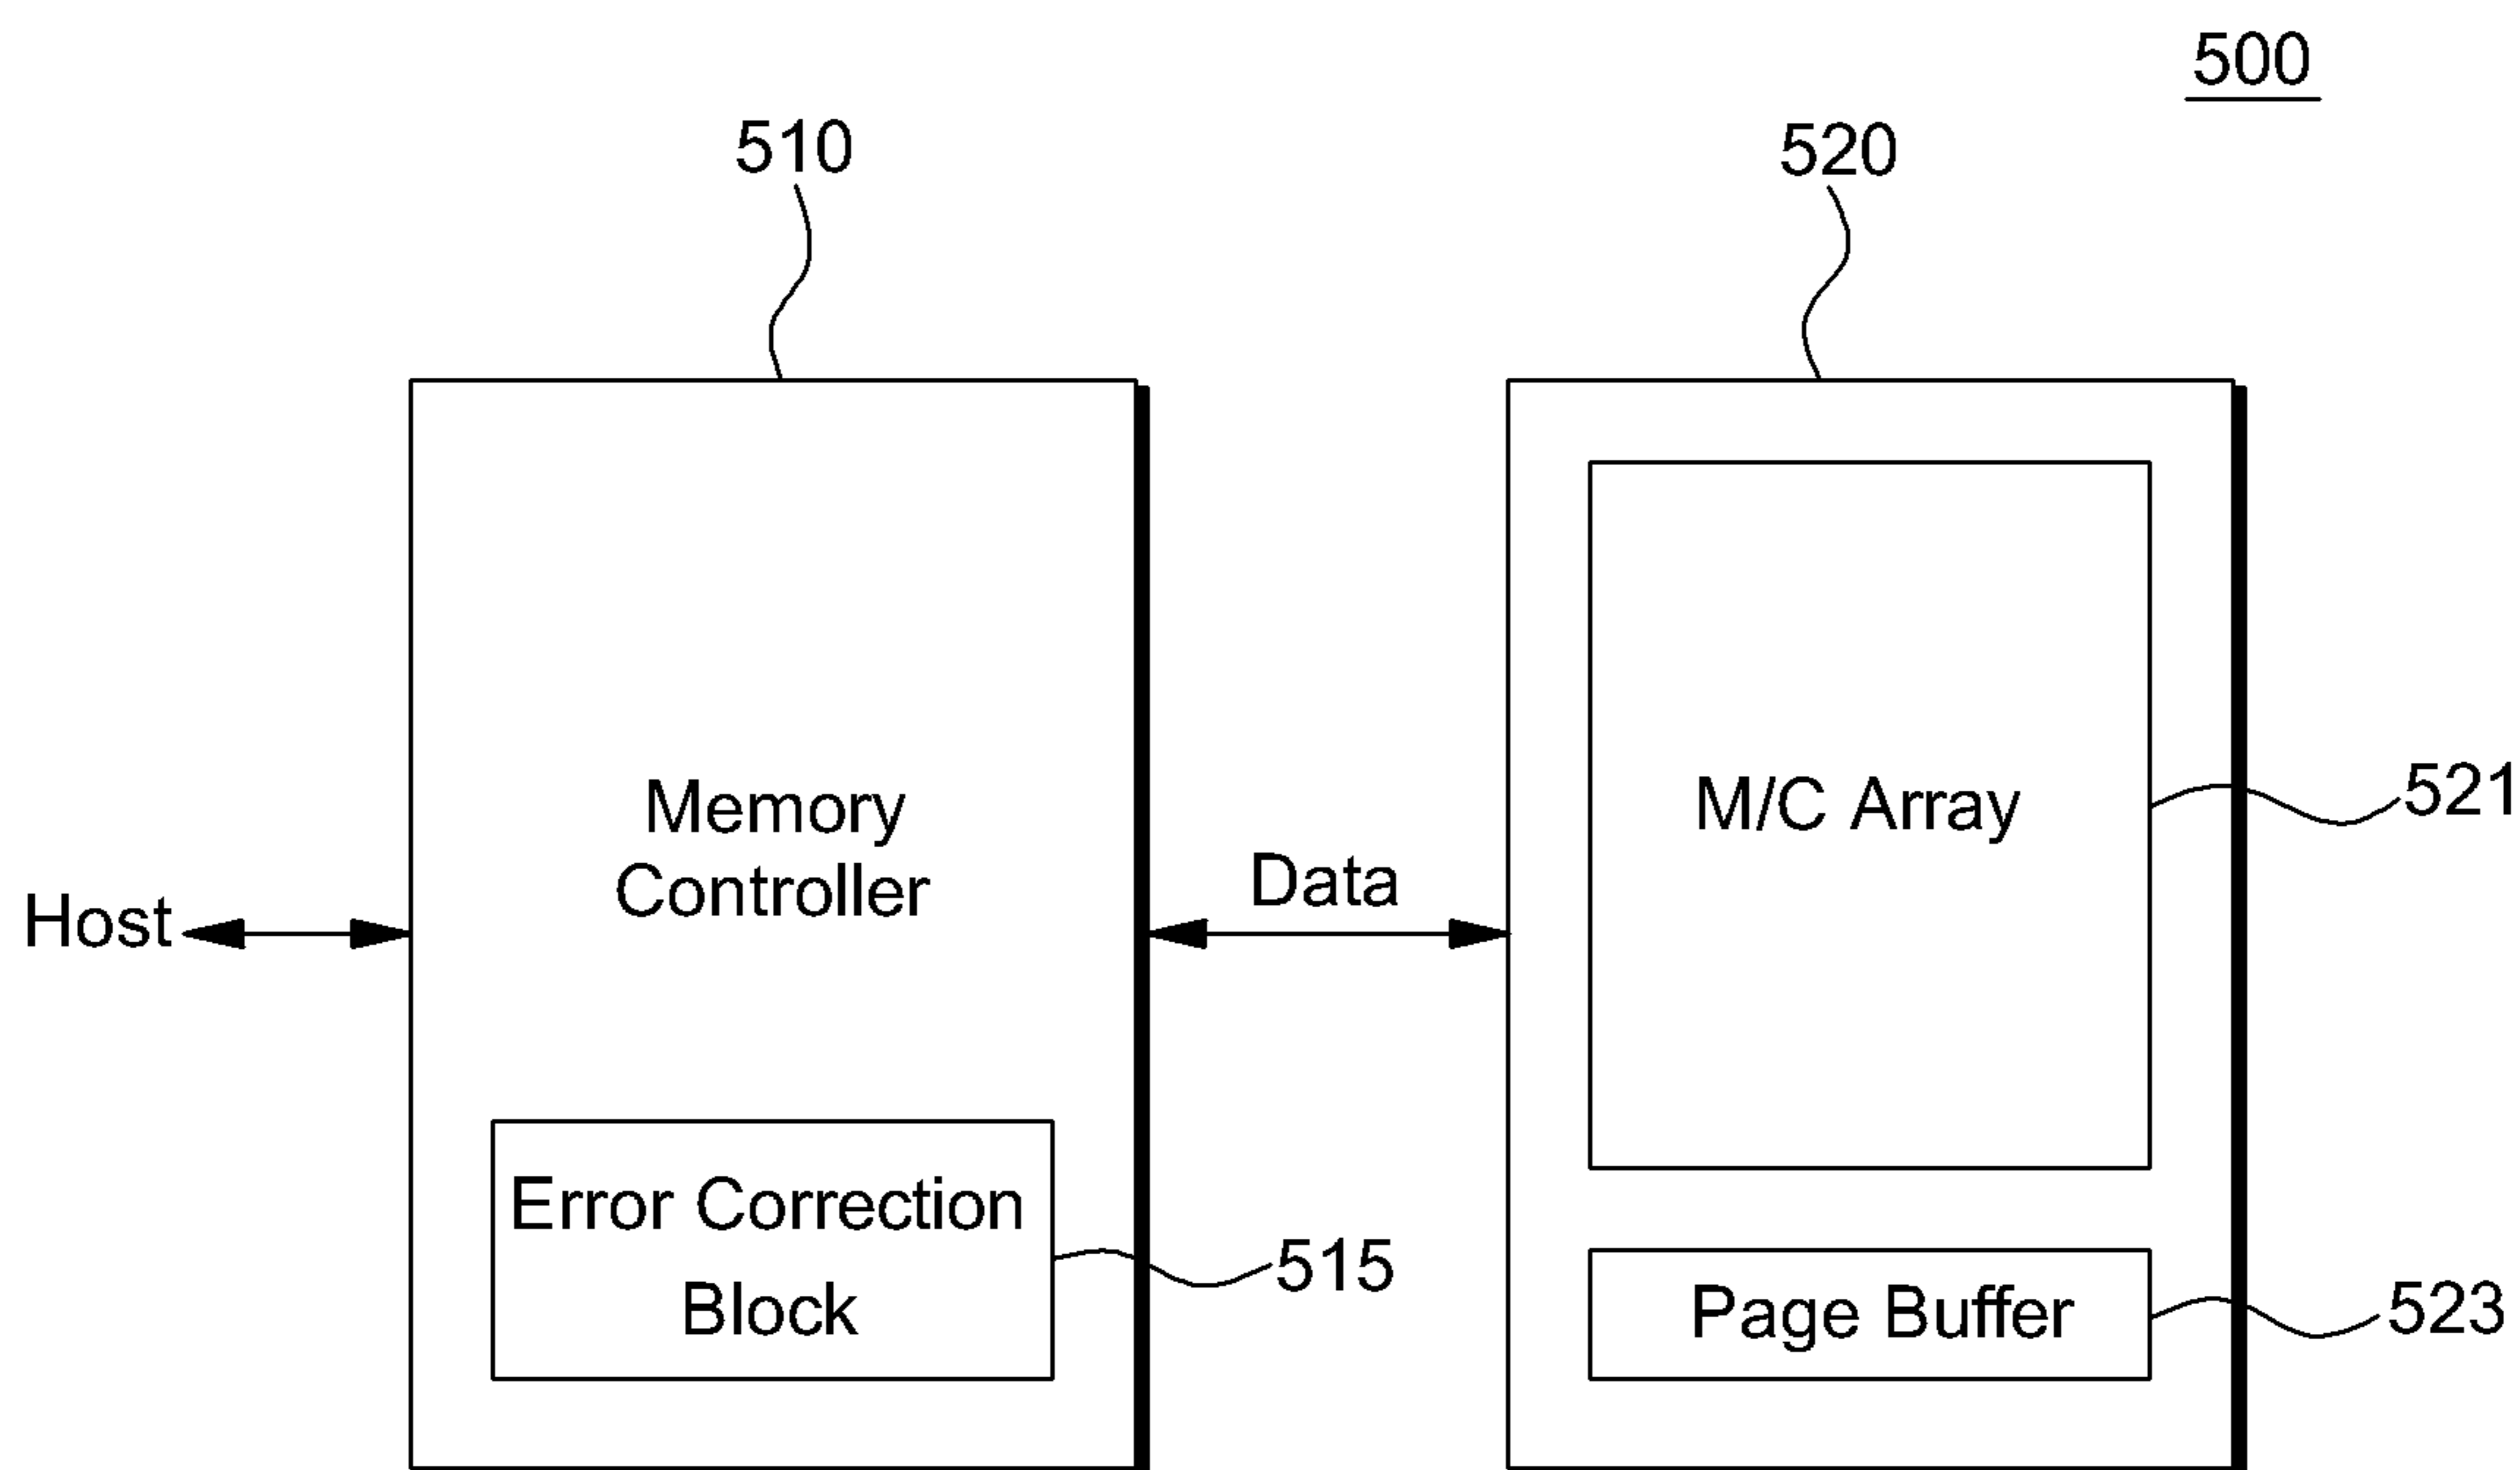 500
510
520
Memory
Controller
M/C Array
521
Host
Data
Error Correction
Block
515
Page Buffer
523